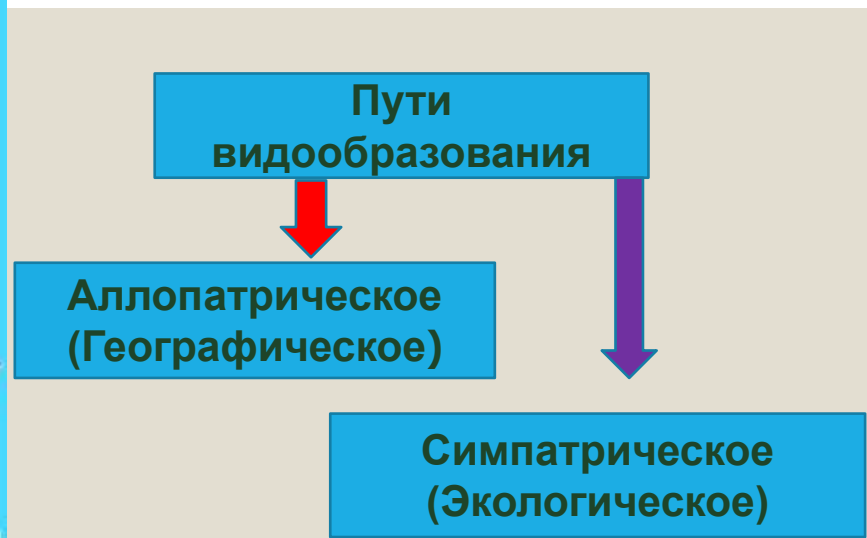 Пути
видообразования
Аллопатрическое
(Географическое)
Симпатрическое
(Экологическое)